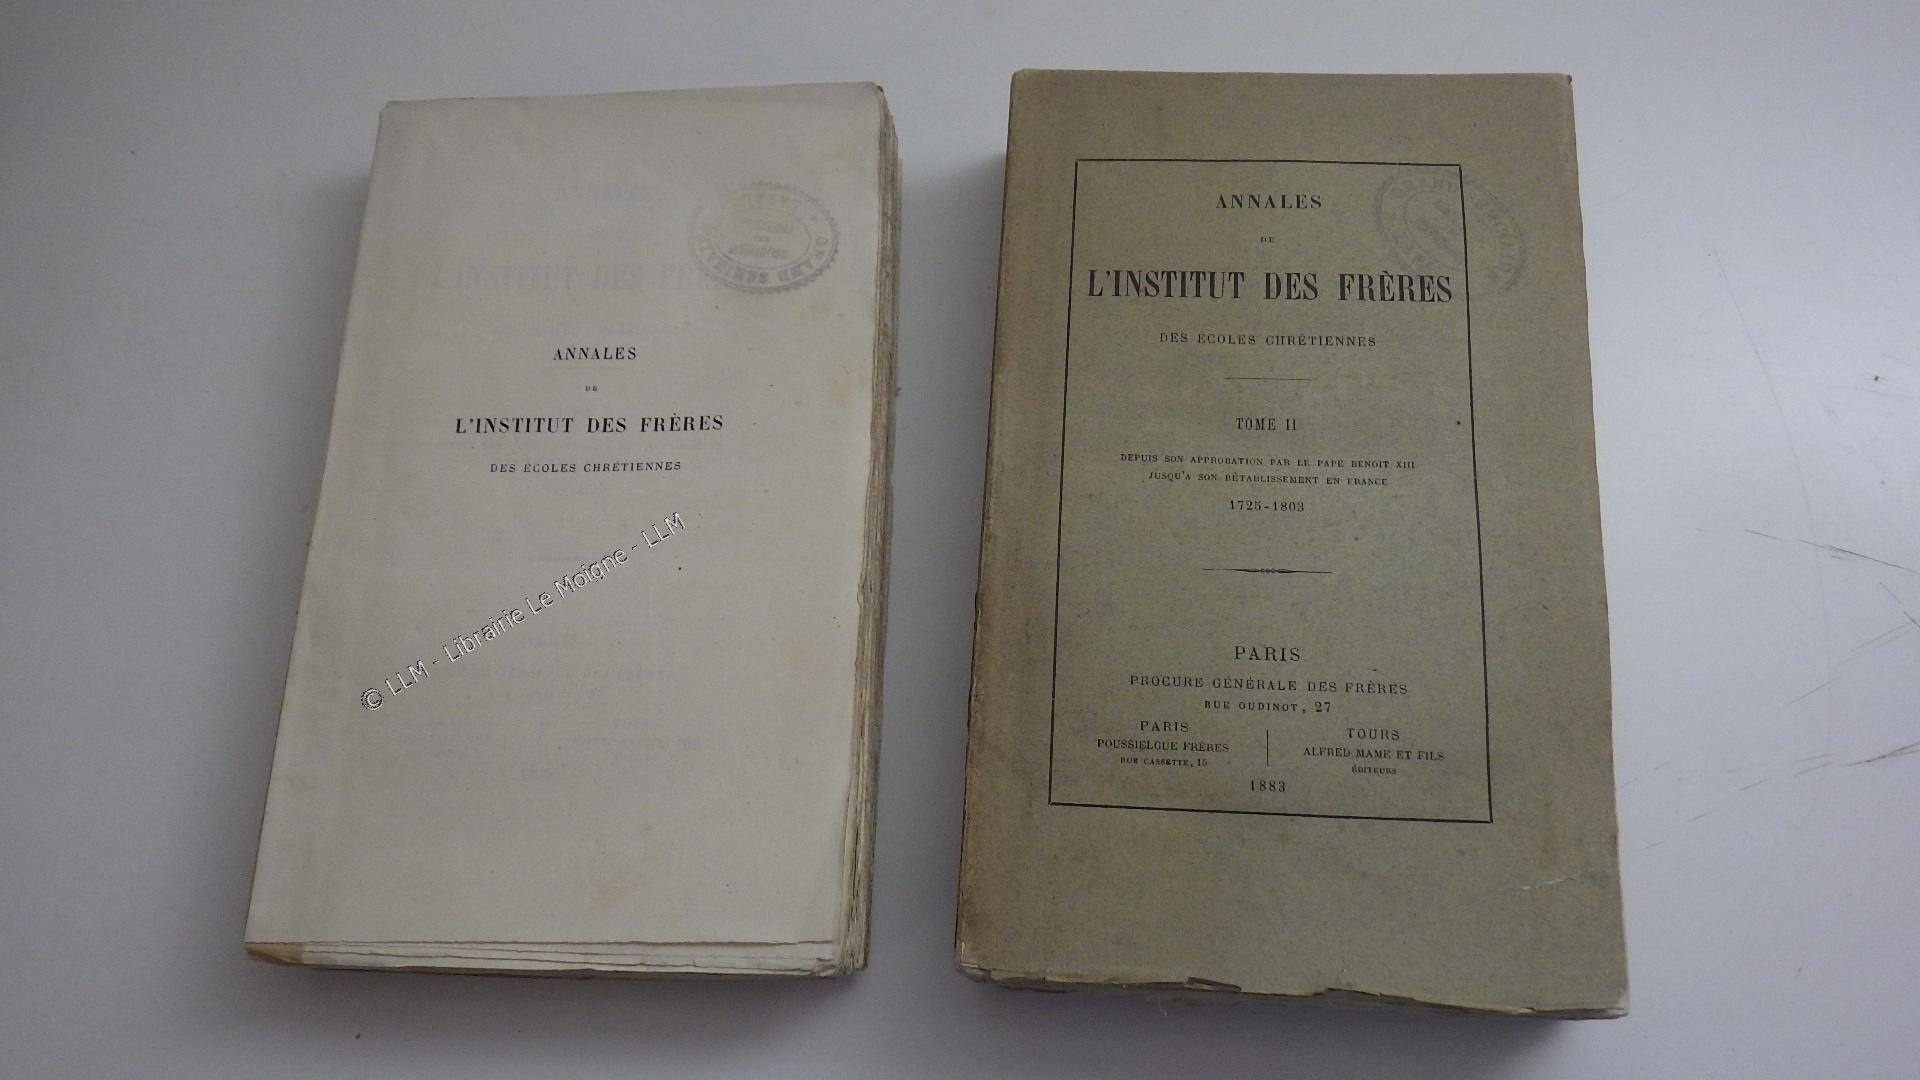 ANNALES
DE
L'INSTITUT DES FRÈRES
DES ÉCOLES CHRÉTIENNES
© LLM - Librairie Le Moigne - LLM
GRAND SÉMINAIRE
ANNALES
DE
L'INSTITUT DES FRÈRES
DES ÉCOLES CHRÉTIENNES
TOME II
DEPUIS SON APPROBATION PAR LE PAPE BENOIT XIII
JUSQU'A SON RÉTABLISSEMENT EN FRANCE
1725-1803
PARIS
PROCURE GÉNÉRALE DES FRÈRES
RUE OUDINOT, 27
PARIS
POUSSIELGUE FRÈRES
RUE CASSETTE, 15
TOURS
ALFRED MAME ET FILS
ÉDITEURS
1883